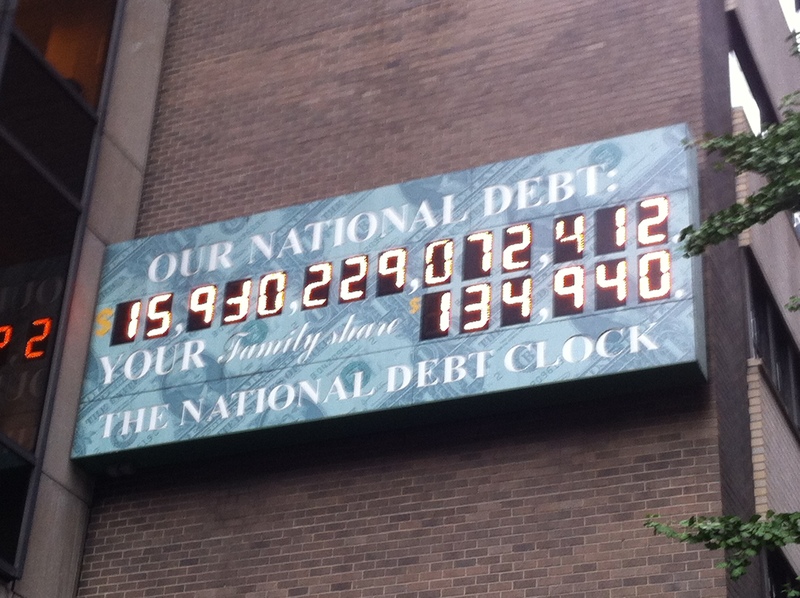 OUR NATIONAL DEBT:
$15,930,229,072,412.
YOUR Family share $134,940.
THE NATIONAL DEBT CLOCK